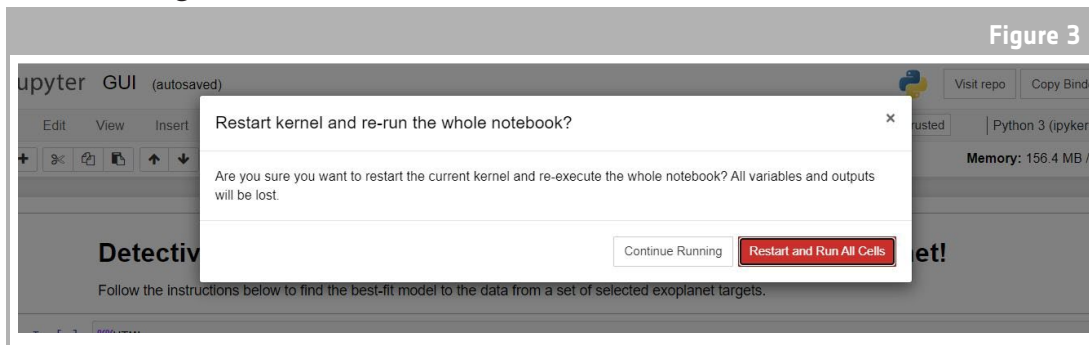 Figure 3
upyter GUI (autosaved)
Visit repo Copy Bind
Edit View Insert
rusted Python 3 (ipyker
Memory: 156.4 MB /
Restart kernel and re-run the whole notebook? ×
Are you sure you want to restart the current kernel and re-execute the whole notebook? All variables and outputs
will be lost.
Continue Running Restart and Run All Cells
Detectiv et!
Follow the instructions below to find the best-fit model to the data from a set of selected exoplanet targets.